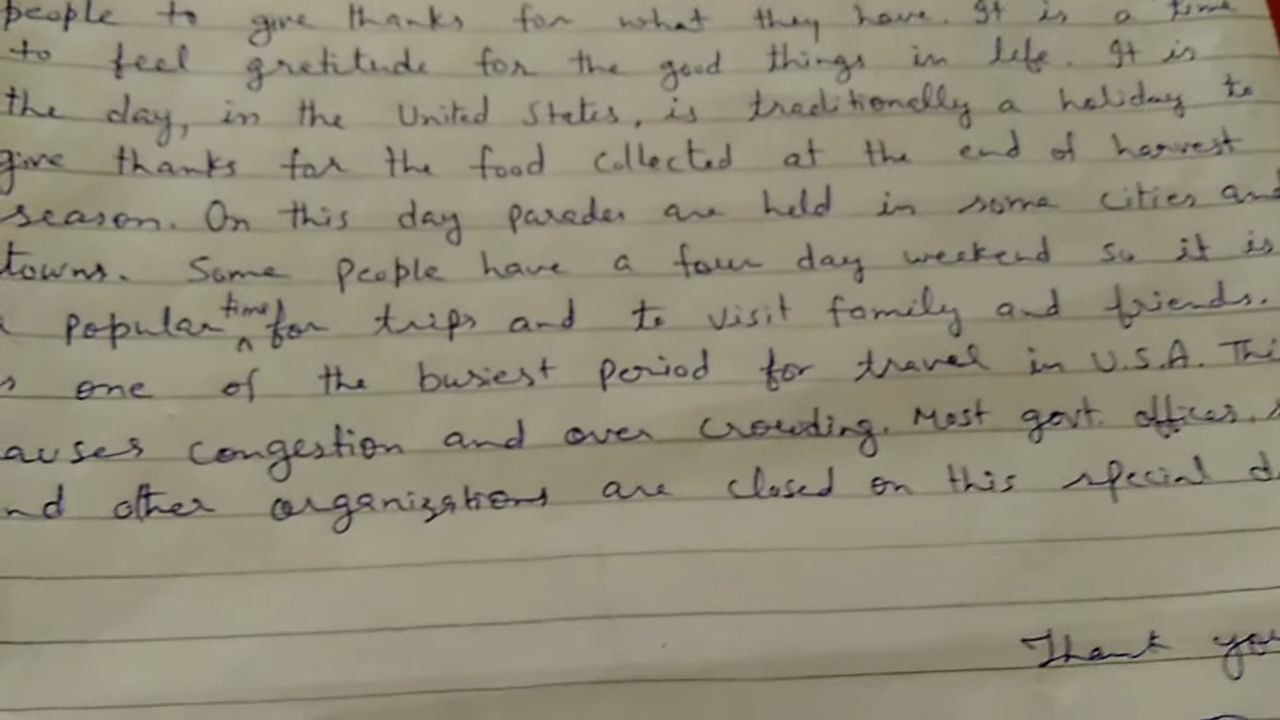 people to give thanks for what they have. It is a time
to feel gretitude for the good things in life. It is
the day, in the United States, is traditionally a holiday to
give thanks for the food collected at the end of harvest
season. On this day parades are held in some cities and
towns. Some people have a four day weekend so it is
popular time for trips and to visit family and friends.
one of the busiest period for travel in U.S.A. Thi
auses congestion and over crowding. Most govt. offices,
nd other organizations are closed on this special d
Thank you